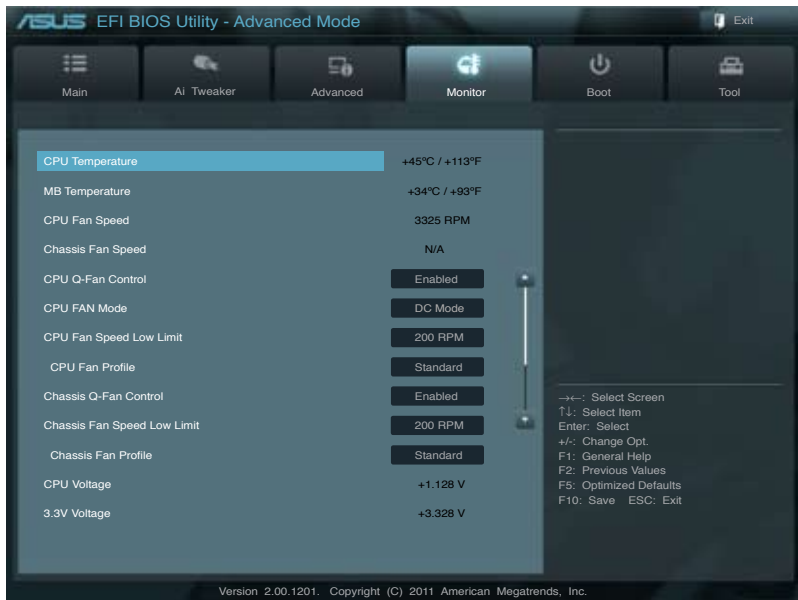 ASUS EFI BIOS Utility - Advanced Mode
Exit
Main
Ai Tweaker
Advanced
Monitor
Boot
Tool
CPU Temperature +45ºC / +113ºF
MB Temperature +34ºC / +93ºF
CPU Fan Speed 3325 RPM
Chassis Fan Speed N/A
CPU Q-Fan Control Enabled
CPU FAN Mode DC Mode
CPU Fan Speed Low Limit 200 RPM
CPU Fan Profile Standard
Chassis Q-Fan Control Enabled
Chassis Fan Speed Low Limit 200 RPM
Chassis Fan Profile Standard
CPU Voltage +1.128 V
3.3V Voltage +3.328 V
→←: Select Screen
↑↓: Select Item
Enter: Select
+/-: Change Opt.
F1: General Help
F2: Previous Values
F5: Optimized Defaults
F10: Save ESC: Exit
Version 2.00.1201. Copyright (C) 2011 American Megatrends, Inc.